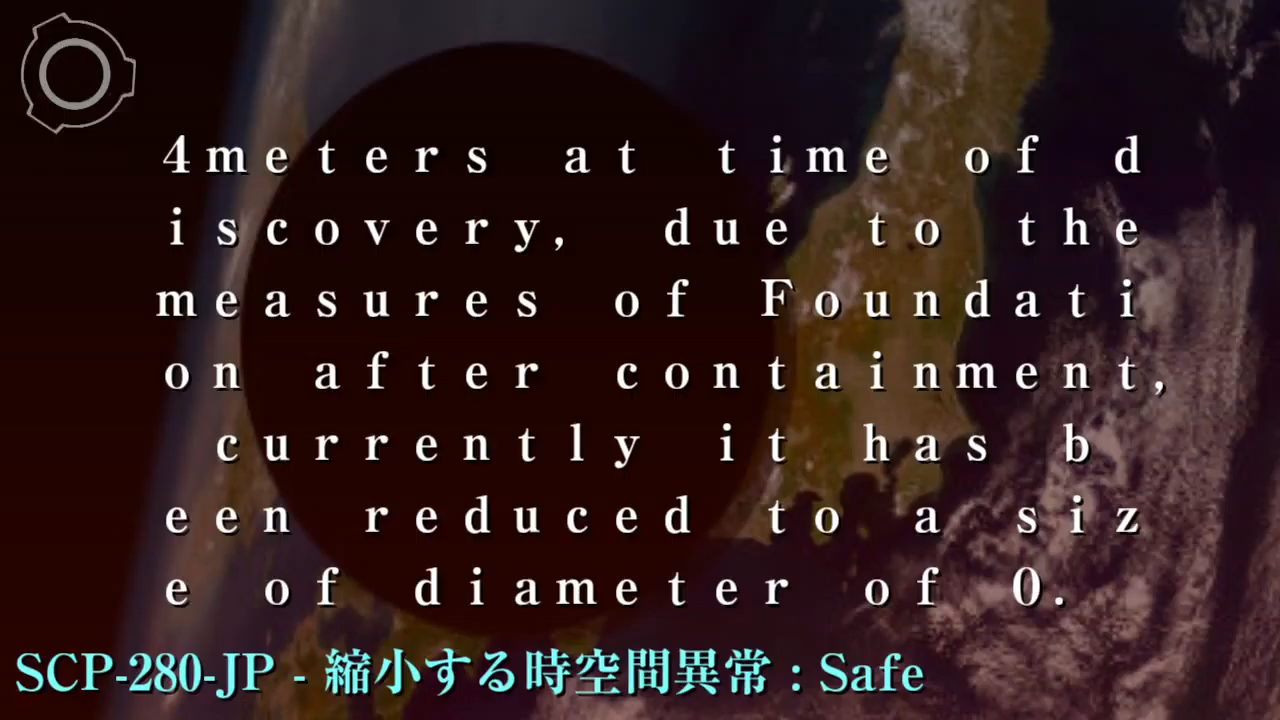 4meters at time of d
iscovery, due to the
measures of Foundati
on after containment,
currently it has b
een reduced to a siz
e of diameter of 0.
SCP-280-JP - 縮小する時空間異常 : Safe